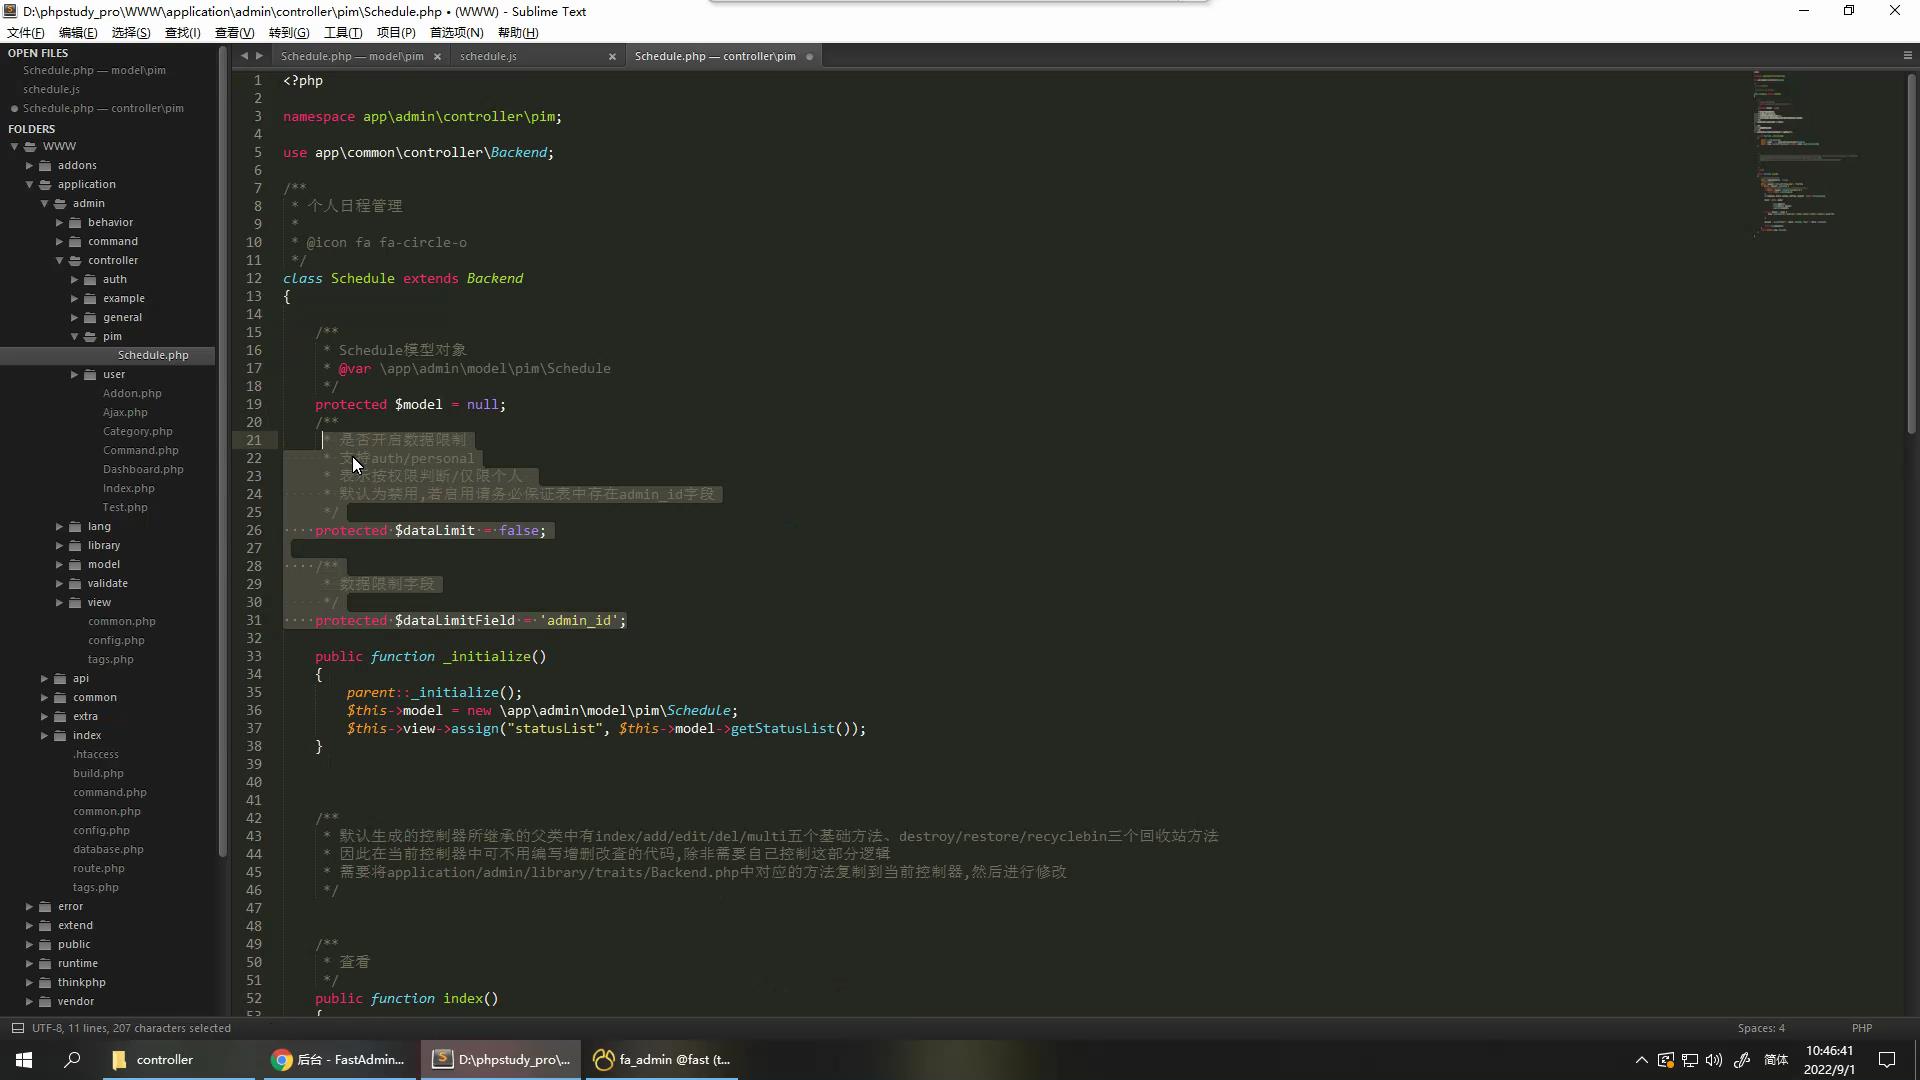 D:\phpstudy_pro\WWW\application\admin\controller\pim\Schedule.php • (WWW) - Sublime Text
文件(F) 编辑(E) 选择(S) 查找(I) 查看(V) 转到(G) 工具(T) 项目(P) 首选项(N) 帮助(H)
OPEN FILES
Schedule.php — model\pim
schedule.js
Schedule.php — controller\pim
FOLDERS
WWW
addons
application
admin
behavior
command
controller
auth
example
general
pim
Schedule.php
user
Addon.php
Ajax.php
Category.php
Command.php
Dashboard.php
Index.php
Test.php
lang
library
model
validate
view
common.php
config.php
tags.php
api
common
extra
index
.htaccess
build.php
command.php
common.php
config.php
database.php
route.php
tags.php
error
extend
public
runtime
thinkphp
vendor
Schedule.php — model\pim × schedule.js × Schedule.php — controller\pim
1 <?php
2
3 namespace app\admin\controller\pim;
4
5 use app\common\controller\Backend;
6
7 /**
8 * 个人日程管理
9 *
10 * @icon fa fa-circle-o
11 */
12 class Schedule extends Backend
13 {
14
15 /**
16 * Schedule模型对象
17 * @var \app\admin\model\pim\Schedule
18 */
19 protected $model = null;
20 /**
21 * 是否开启数据限制
22 * 支持auth/personal
23 * 表示按权限判断/仅限个人
24 * 默认为禁用,若启用请务必保证表中存在admin_id字段
25 */
26 protected $dataLimit = false;
27
28 /**
29 * 数据限制字段
30 */
31 protected $dataLimitField = 'admin_id';
32
33 public function _initialize()
34 {
35 parent::_initialize();
36 $this->model = new \app\admin\model\pim\Schedule;
37 $this->view->assign("statusList", $this->model->getStatusList());
38 }
39
40
41
42 /**
43 * 默认生成的控制器所继承的父类中有index/add/edit/del/multi五个基础方法、destroy/restore/recyclebin三个回收站方法
44 * 因此在当前控制器中可不用编写增删改查的代码,除非需要自己控制这部分逻辑
45 * 需要将application/admin/library/traits/Backend.php中对应的方法复制到当前控制器,然后进行修改
46 */
47
48
49 /**
50 * 查看
51 */
52 public function index()
53 {
UTF-8, 11 lines, 207 characters selected
Spaces: 4 PHP
controller
后台 - FastAdmin...
D:\phpstudy_pro\...
fa_admin @fast (t...
简体
10:46:41
2022/9/1